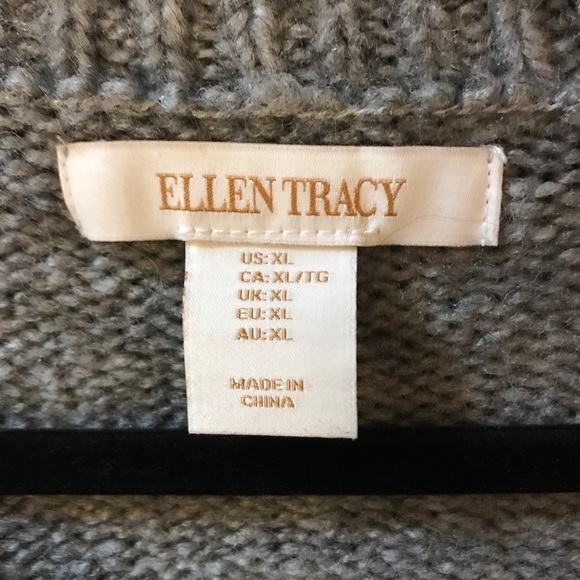 ELLEN TRACY
US: XL
CA: XL/TG
UK: XL
EU: XL
AU: XL
MADE IN
CHINA